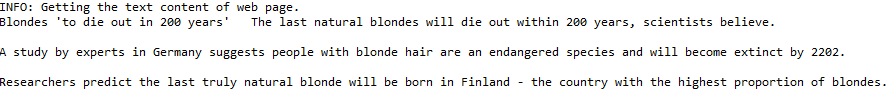 INFO: Getting the text content of web page.
Blondes 'to die out in 200 years'   The last natural blondes will die out within 200 years, scientists believe.
A study by experts in Germany suggests people with blonde hair are an endangered species and will become extinct by 2202.
Researchers predict the last truly natural blonde will be born in Finland - the country with the highest proportion of blondes.